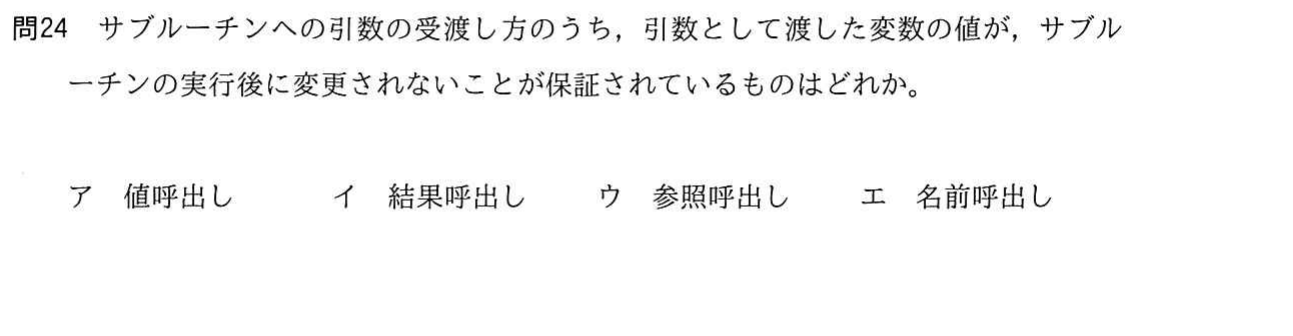 問24　サブルーチンへの引数の受渡し方のうち，引数として渡した変数の値が，サブル
ーチンの実行後に変更されないことが保証されているものはどれか。
ア　値呼出し　イ　結果呼出し　ウ　参照呼出し　エ　名前呼出し